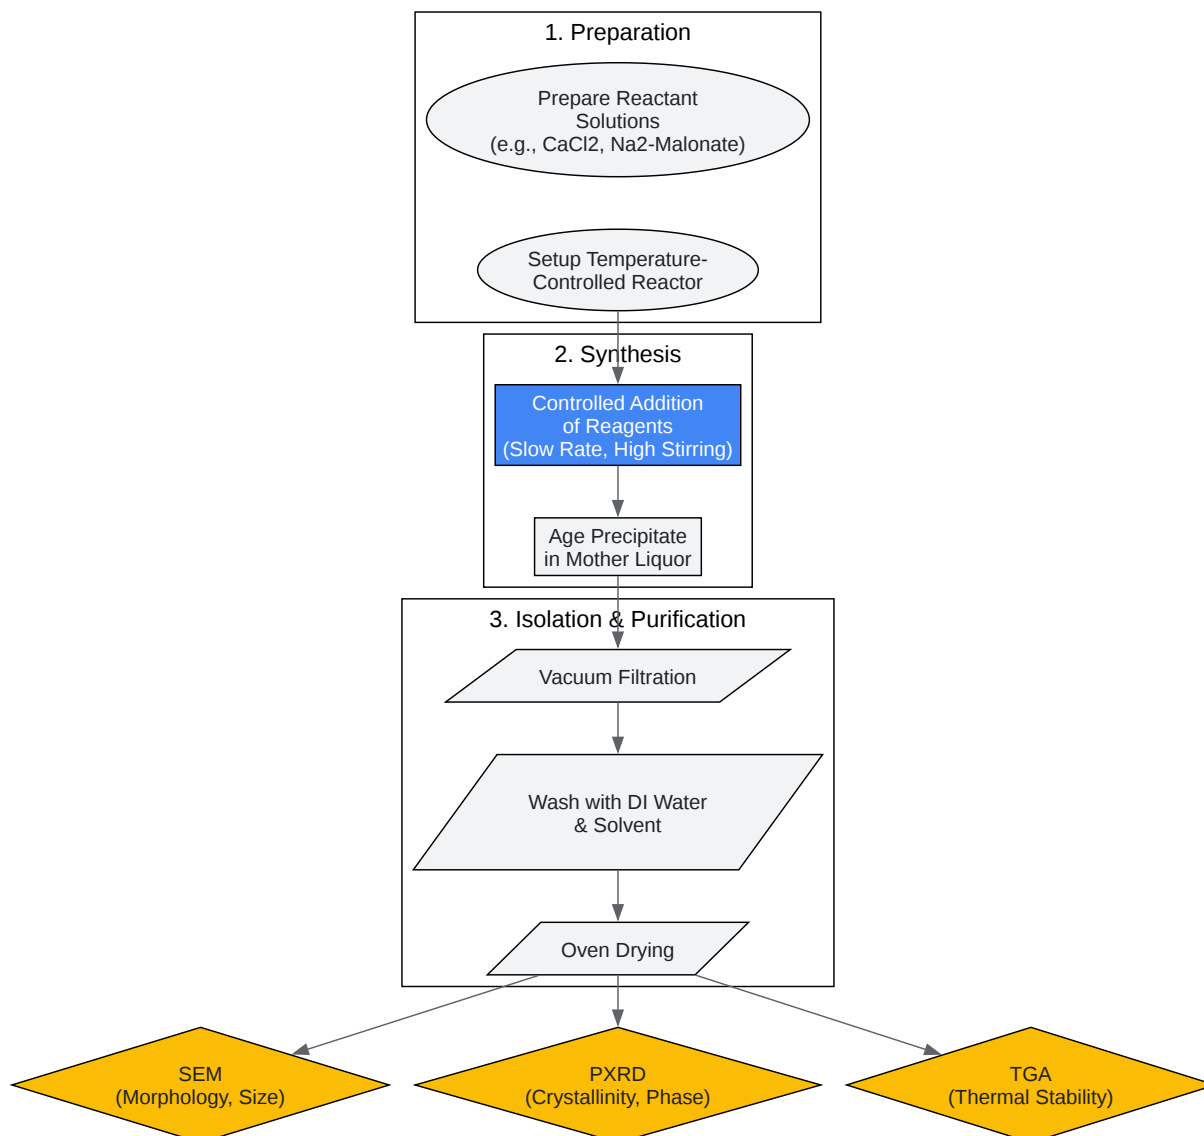 1. Preparation
Prepare Reactant
Solutions
(e.g., CaCl2, Na2-Malonate)
Setup Temperature-
Controlled Reactor
2. Synthesis
Controlled Addition
of Reagents
(Slow Rate, High Stirring)
Age Precipitate
in Mother Liquor
3. Isolation & Purification
Vacuum Filtration
Wash with DI Water
& Solvent
Oven Drying
SEM
(Morphology, Size)
PXRD
(Crystallinity, Phase)
TGA
(Thermal Stability)